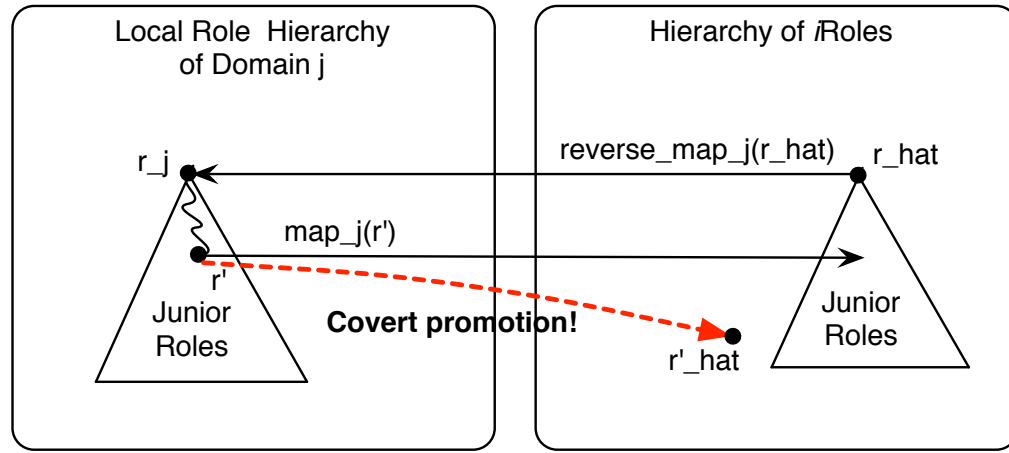 Local Role Hierarchy
of Domain j
Hierarchy of iRoles
r_j
reverse_map_j(r_hat)
r_hat
map_j(r')
r'
Junior
Roles
Covert promotion!
r'_hat
Junior
Roles